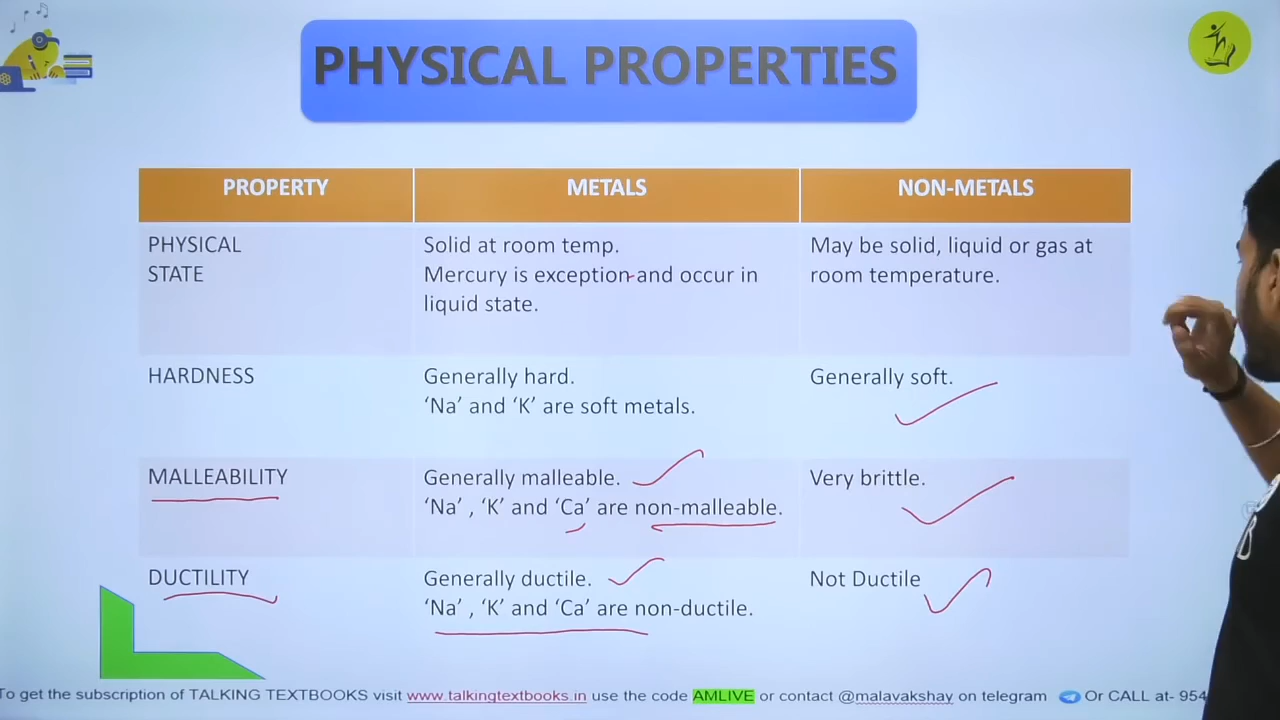 PHYSICAL PROPERTIES
PROPERTY METALS NON-METALS
PHYSICAL STATE
Solid at room temp.
Mercury is exception and occur in
liquid state.
May be solid, liquid or gas at
room temperature.
HARDNESS
Generally hard.
‘Na’ and ‘K’ are soft metals.
Generally soft.
MALLEABILITY
Generally malleable.
‘Na’ , ‘K’ and ‘Ca’ are non-malleable.
Very brittle.
DUCTILITY
Generally ductile.
‘Na’ , ‘K’ and ‘Ca’ are non-ductile.
Not Ductile
To get the subscription of TALKING TEXTBOOKS visit www.talkingtextbooks.in use the code AMLIVE or contact @malavakshay on telegram Or CALL at- 954